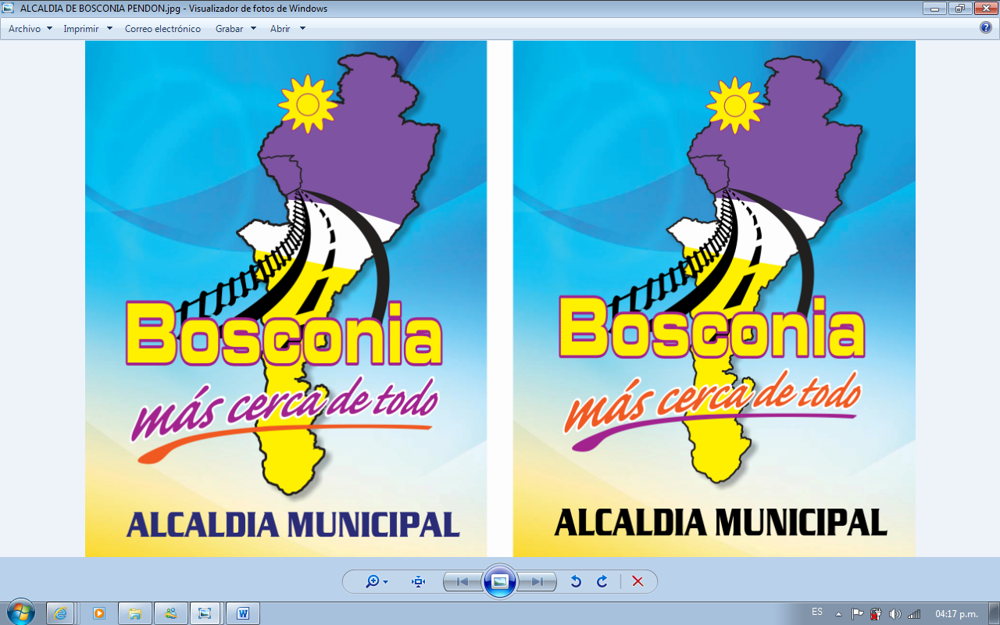 ALCALDIA DE BOSCONIA PENDON.jpg - Visualizador de fotos de Windows
Archivo Imprimir Correo electrónico Grabar Abrir
Bosconia
más cerca de todo
ALCALDIA MUNICIPAL
Bosconia
más cerca de todo
ALCALDIA MUNICIPAL
ES 04:17 p.m.